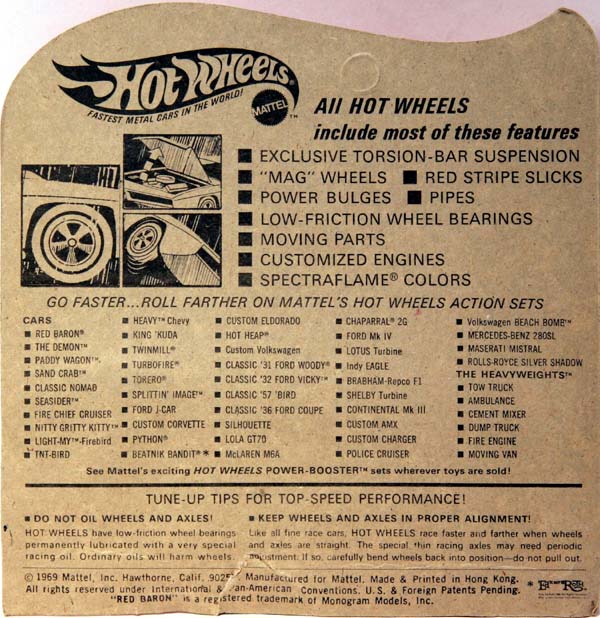 Hot Wheels®
FASTEST METAL CARS IN THE WORLD!
MATTEL™
All HOT WHEELS
include most of these features
■ EXCLUSIVE TORSION-BAR SUSPENSION
■ "MAG" WHEELS ■ RED STRIPE SLICKS
■ POWER BULGES ■ PIPES
■ LOW-FRICTION WHEEL BEARINGS
■ MOVING PARTS
■ CUSTOMIZED ENGINES
■ SPECTRAFLAME® COLORS
GO FASTER...ROLL FARTHER ON MATTEL'S HOT WHEELS ACTION SETS
CARS
■ RED BARON®
■ THE DEMON™
■ PADDY WAGON™
■ SAND CRAB™
■ CLASSIC NOMAD
■ SEASIDER™
■ FIRE CHIEF CRUISER
■ NITTY GRITTY KITTY™
■ LIGHT-MY™-Firebird
■ TNT-BIRD
■ HEAVY™ Chevy
■ KING 'KUDA
■ TWINMILL®
■ TURBOFIRE®
■ TORERO®
■ SPLITTIN' IMAGE™
■ FORD J-CAR
■ CUSTOM CORVETTE
■ PYTHON®
■ BEATNIK BANDIT®*
■ CUSTOM ELDORADO
■ HOT HEAP®
■ Custom Volkswagen
■ CLASSIC '31 FORD WOODY®
■ CLASSIC '32 FORD VICKY™
■ CLASSIC '57 'BIRD
■ CLASSIC '36 FORD COUPE
■ SILHOUETTE
■ LOLA GT70
■ McLAREN M6A
■ CHAPARRAL® 2G
■ FORD Mk IV
■ LOTUS Turbine
■ Indy EAGLE
■ BRABHAM-Repco F1
■ SHELBY Turbine
■ CONTINENTAL Mk III
■ CUSTOM AMX
■ CUSTOM CHARGER
■ POLICE CRUISER
■ Volkswagen BEACH BOMB™
■ MERCEDES-BENZ 280SL
■ MASERATI MISTRAL
■ ROLLS-ROYCE SILVER SHADOW
THE HEAVYWEIGHTS™
■ TOW TRUCK
■ AMBULANCE
■ CEMENT MIXER
■ DUMP TRUCK
■ FIRE ENGINE
■ MOVING VAN
See Mattel's exciting HOT WHEELS POWER-BOOSTER™ sets wherever toys are sold!
TUNE-UP TIPS FOR TOP-SPEED PERFORMANCE!
■ DO NOT OIL WHEELS AND AXLES!
HOT WHEELS have low-friction wheel bearings
permanently lubricated with a very special
racing oil. Ordinary oils will harm wheels.
■ KEEP WHEELS AND AXLES IN PROPER ALIGNMENT!
Like all fine race cars, HOT WHEELS race faster and farther when wheels
and axles are straight. The special thin racing axles may need periodic
adjustment. If so, carefully bend wheels back into position—do not pull out.
© 1969 Mattel, Inc. Hawthorne, Calif. Manufactured for Mattel. Made & Printed in Hong Kong.
All rights reserved under International & Pan-American Conventions. U.S. & Foreign Patents Pending.
"RED BARON" is a registered trademark of Monogram Models, Inc.